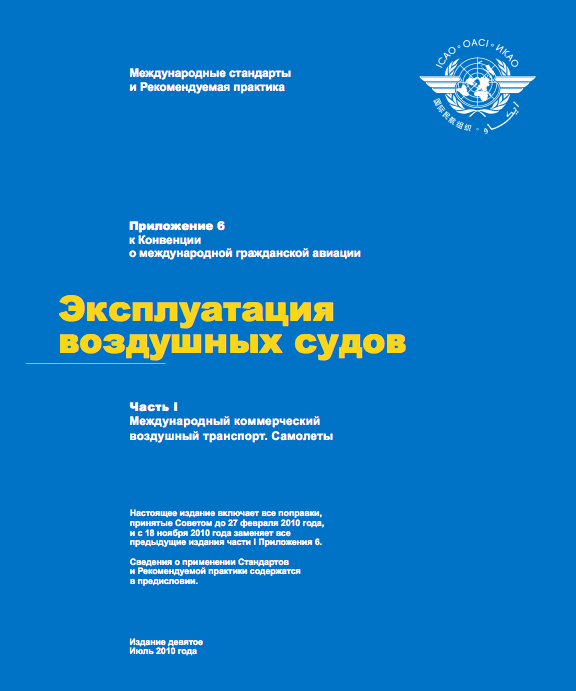 Международные стандарты
и Рекомендуемая практика
ICAO • OACI • ИКАО
国际民航组织 • إيكاو
Приложение 6
к Конвенции
о международной гражданской авиации
Эксплуатация
воздушных судов
Часть I
Международный коммерческий
воздушный транспорт. Самолеты
Настоящее издание включает все поправки,
принятые Советом до 27 февраля 2010 года,
и с 18 ноября 2010 года заменяет все
предыдущие издания части I Приложения 6.
Сведения о применении Стандартов
и Рекомендуемой практики содержатся
в предисловии.
Издание девятое
Июль 2010 года